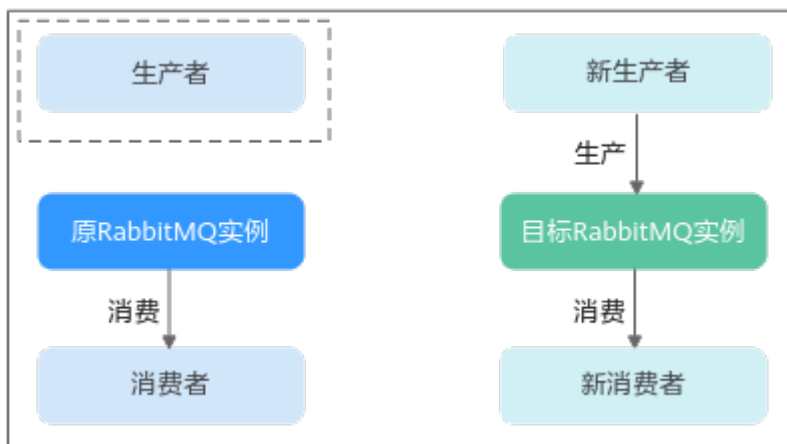 生产者
新生产者
生产
原RabbitMQ实例
目标RabbitMQ实例
消费
消费
消费者
新消费者